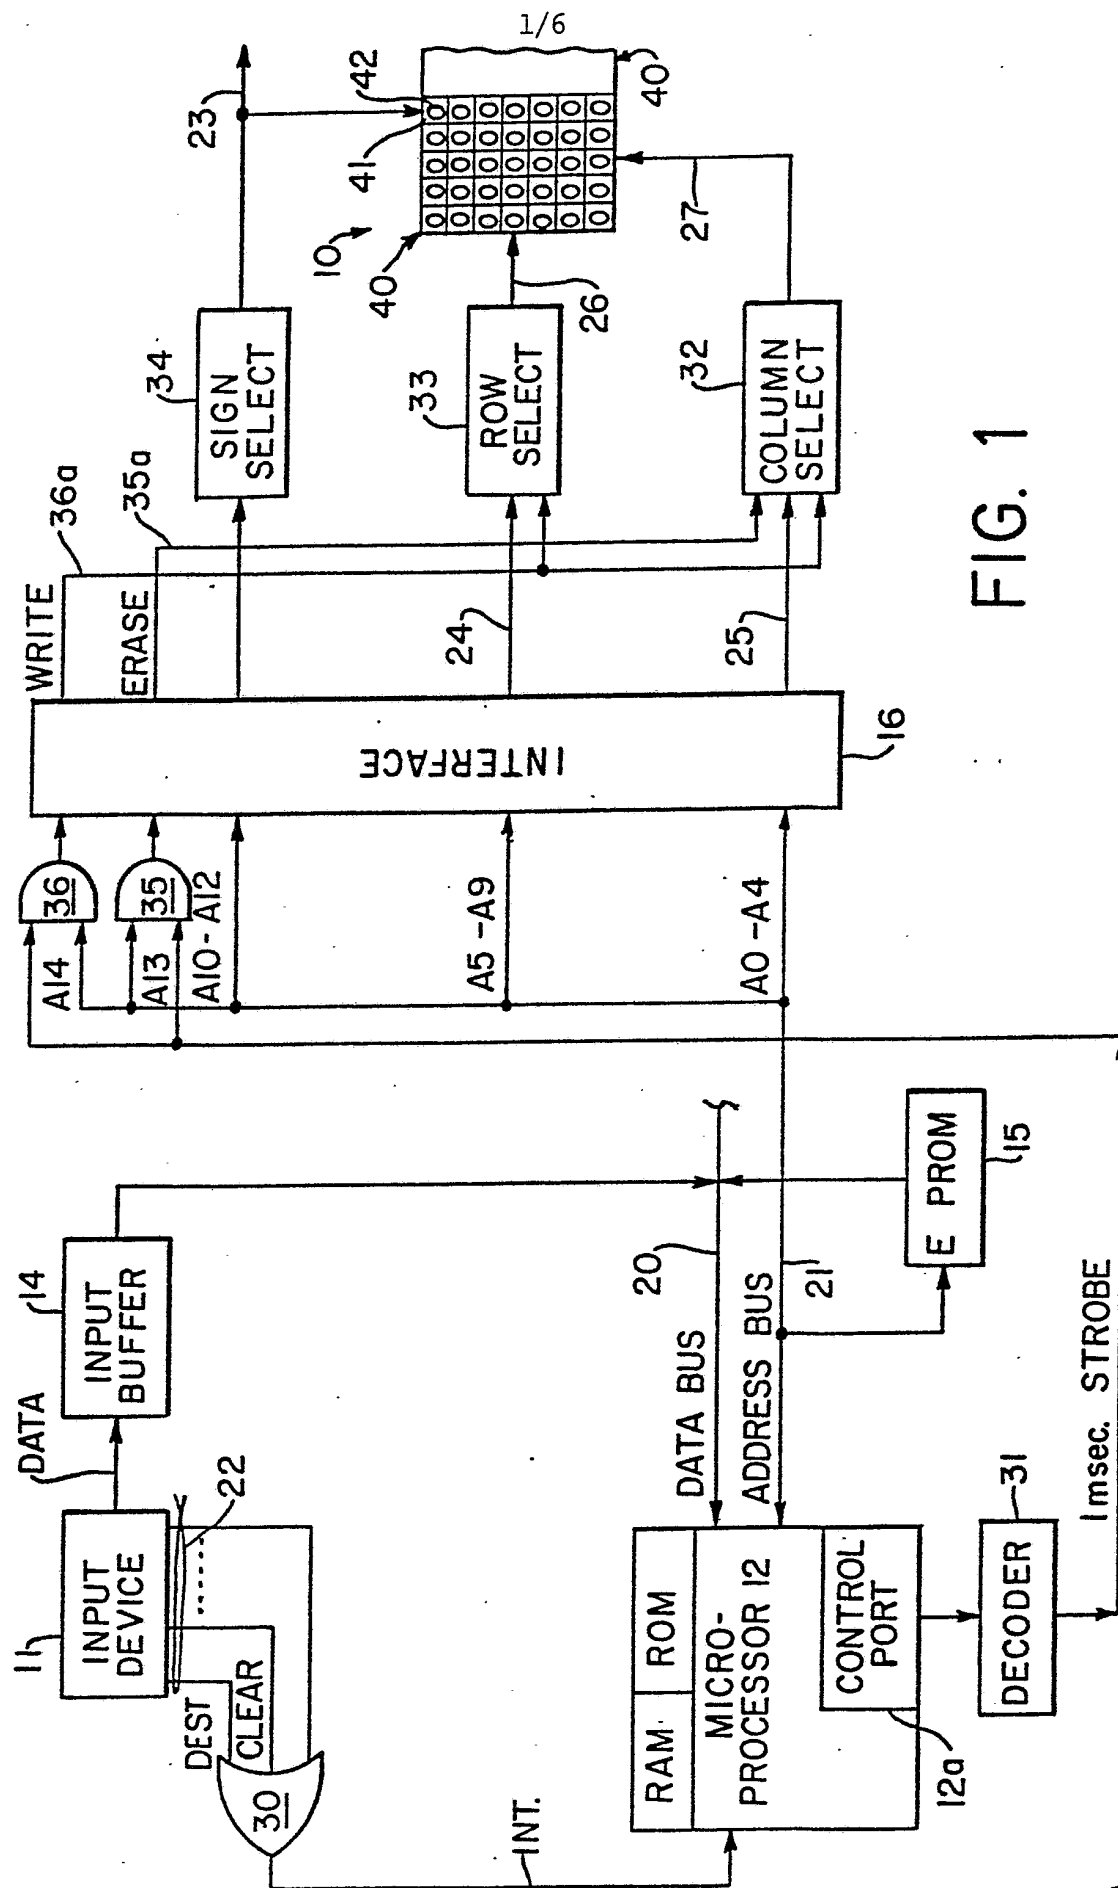 1/6
11
INPUT
DEVICE
DATA
14
INPUT
BUFFER
22
DEST
CLEAR
30
INT.
RAM
ROM
MICRO-
PROCESSOR 12
CONTROL
PORT
12a
DATA BUS
20
ADDRESS BUS
21
E PROM
15
DECODER
31
1msec. STROBE
36
A14
35
A13
A10-A12
A5-A9
A0-A4
INTERFACE
16
WRITE
36a
ERASE
35a
24
25
34
SIGN
SELECT
33
ROW
SELECT
32
COLUMN
SELECT
23
26
27
10
40
41
42
40
FIG. 1